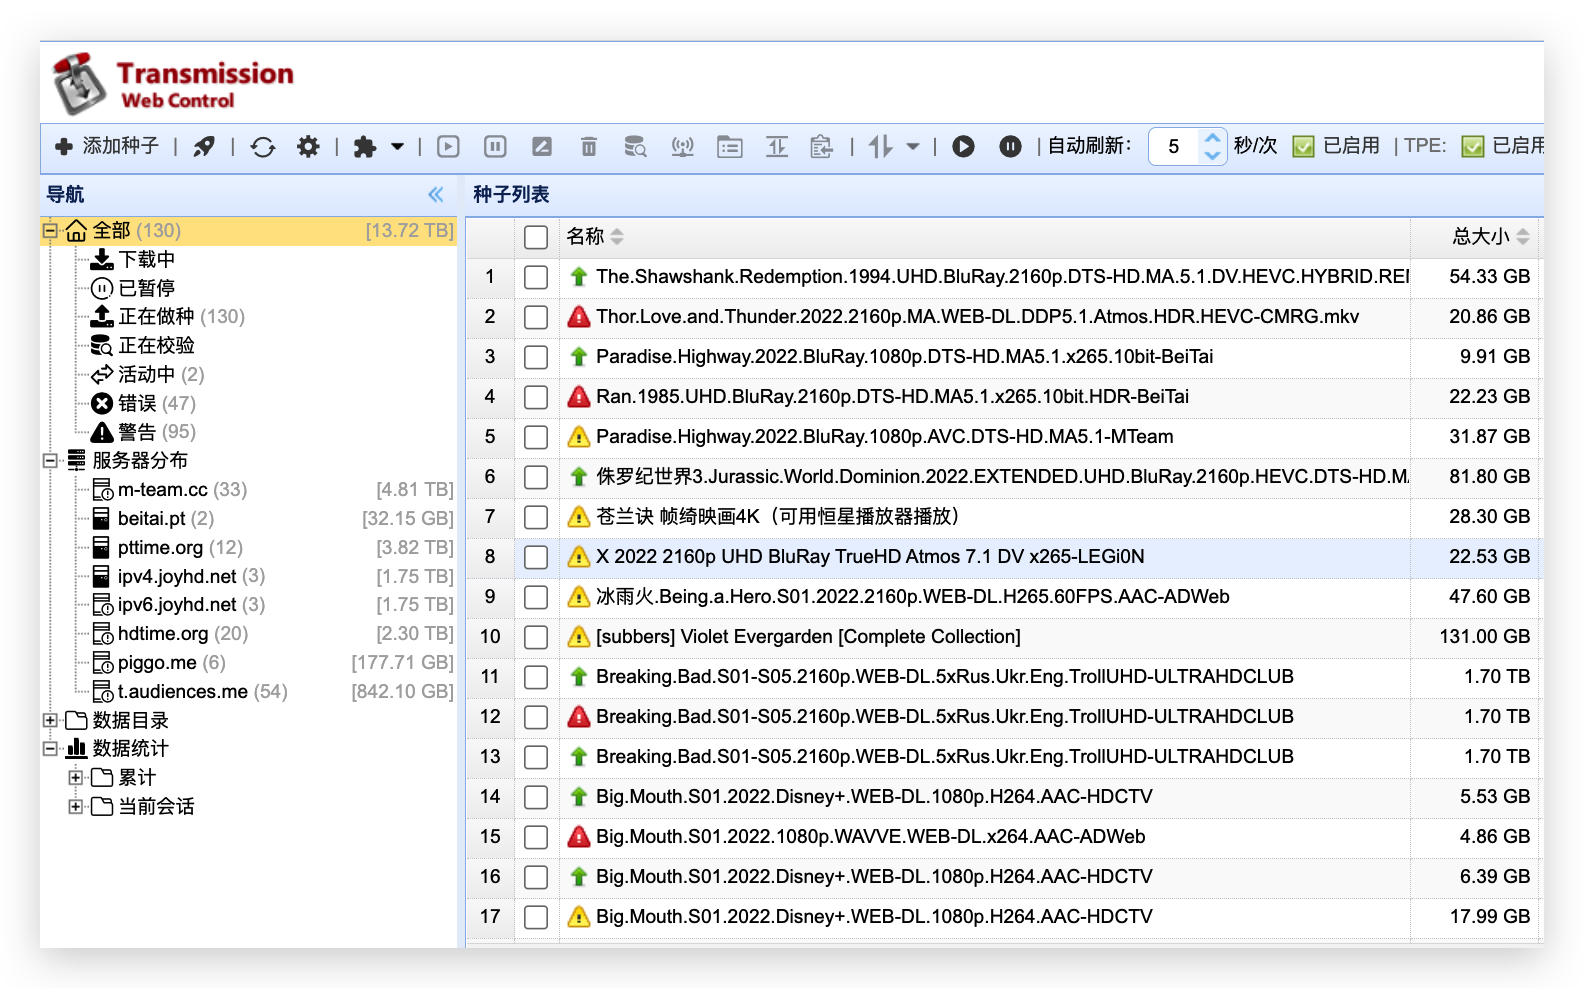 Transmission
Web Control
添加种子 | | | | | | 自动刷新: 5 秒/次 已启用 | TPE: 已启用
导航
全部 (130) [13.72 TB]
下载中
已暂停
正在做种 (130)
正在校验
活动中 (2)
错误 (47)
警告 (95)
服务器分布
m-team.cc (33) [4.81 TB]
beitai.pt (2) [32.15 GB]
pttime.org (12) [3.82 TB]
ipv4.joyhd.net (3) [1.75 TB]
ipv6.joyhd.net (3) [1.75 TB]
hdtime.org (20) [2.30 TB]
piggo.me (6) [177.71 GB]
t.audiences.me (54) [842.10 GB]
数据目录
数据统计
累计
当前会话
种子列表
名称 总大小
1 The.Shawshank.Redemption.1994.UHD.BluRay.2160p.DTS-HD.MA.5.1.DV.HEVC.HYBRID.RE 54.33 GB
2 Thor.Love.and.Thunder.2022.2160p.MA.WEB-DL.DDP5.1.Atmos.HDR.HEVC-CMRG.mkv 20.86 GB
3 Paradise.Highway.2022.BluRay.1080p.DTS-HD.MA5.1.x265.10bit-BeiTai 9.91 GB
4 Ran.1985.UHD.BluRay.2160p.DTS-HD.MA5.1.x265.10bit.HDR-BeiTai 22.23 GB
5 Paradise.Highway.2022.BluRay.1080p.AVC.DTS-HD.MA5.1-MTeam 31.87 GB
6 侏罗纪世界3.Jurassic.World.Dominion.2022.EXTENDED.UHD.BluRay.2160p.HEVC.DTS-HD.M 81.80 GB
7 苍兰诀 帧绮映画4K（可用恒星播放器播放） 28.30 GB
8 X 2022 2160p UHD BluRay TrueHD Atmos 7.1 DV x265-LEGi0N 22.53 GB
9 冰雨火.Being.a.Hero.S01.2022.2160p.WEB-DL.H265.60FPS.AAC-ADWeb 47.60 GB
10 [subbers] Violet Evergarden [Complete Collection] 131.00 GB
11 Breaking.Bad.S01-S05.2160p.WEB-DL.5xRus.Ukr.Eng.TrollUHD-ULTRAHDCLUB 1.70 TB
12 Breaking.Bad.S01-S05.2160p.WEB-DL.5xRus.Ukr.Eng.TrollUHD-ULTRAHDCLUB 1.70 TB
13 Breaking.Bad.S01-S05.2160p.WEB-DL.5xRus.Ukr.Eng.TrollUHD-ULTRAHDCLUB 1.70 TB
14 Big.Mouth.S01.2022.Disney+.WEB-DL.1080p.H264.AAC-HDCTV 5.53 GB
15 Big.Mouth.S01.2022.1080p.WAVVE.WEB-DL.x264.AAC-ADWeb 4.86 GB
16 Big.Mouth.S01.2022.Disney+.WEB-DL.1080p.H264.AAC-HDCTV 6.39 GB
17 Big.Mouth.S01.2022.Disney+.WEB-DL.1080p.H264.AAC-HDCTV 17.99 GB